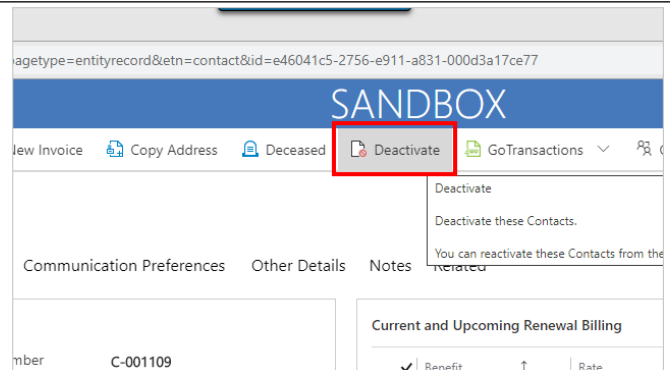 agetype=entityrecord&etn=contact&id=e46041c5-2756-e911-a831-000d3a17ce77
SANDBOX
New Invoice Copy Address Deceased Deactivate GoTransactions
Deactivate
Deactivate these Contacts.
You can reactivate these Contacts from the
Communication Preferences Other Details Notes Related
Current and Upcoming Renewal Billing
mber C-001109
Benefit ↑ Rate